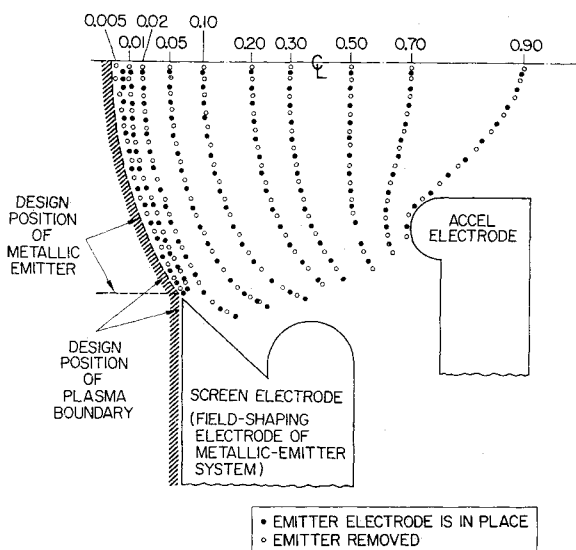 0.005
0.01
0.02
0.05
0.10
0.20
0.30
℄
0.50
0.70
0.90
DESIGN
POSITION
OF
METALLIC
EMITTER
ACCEL
ELECTRODE
DESIGN
POSITION
OF
PLASMA
BOUNDARY
SCREEN ELECTRODE
(FIELD-SHAPING
ELECTRODE OF
METALLIC-EMITTER
SYSTEM)
• EMITTER ELECTRODE IS IN PLACE
○ EMITTER REMOVED